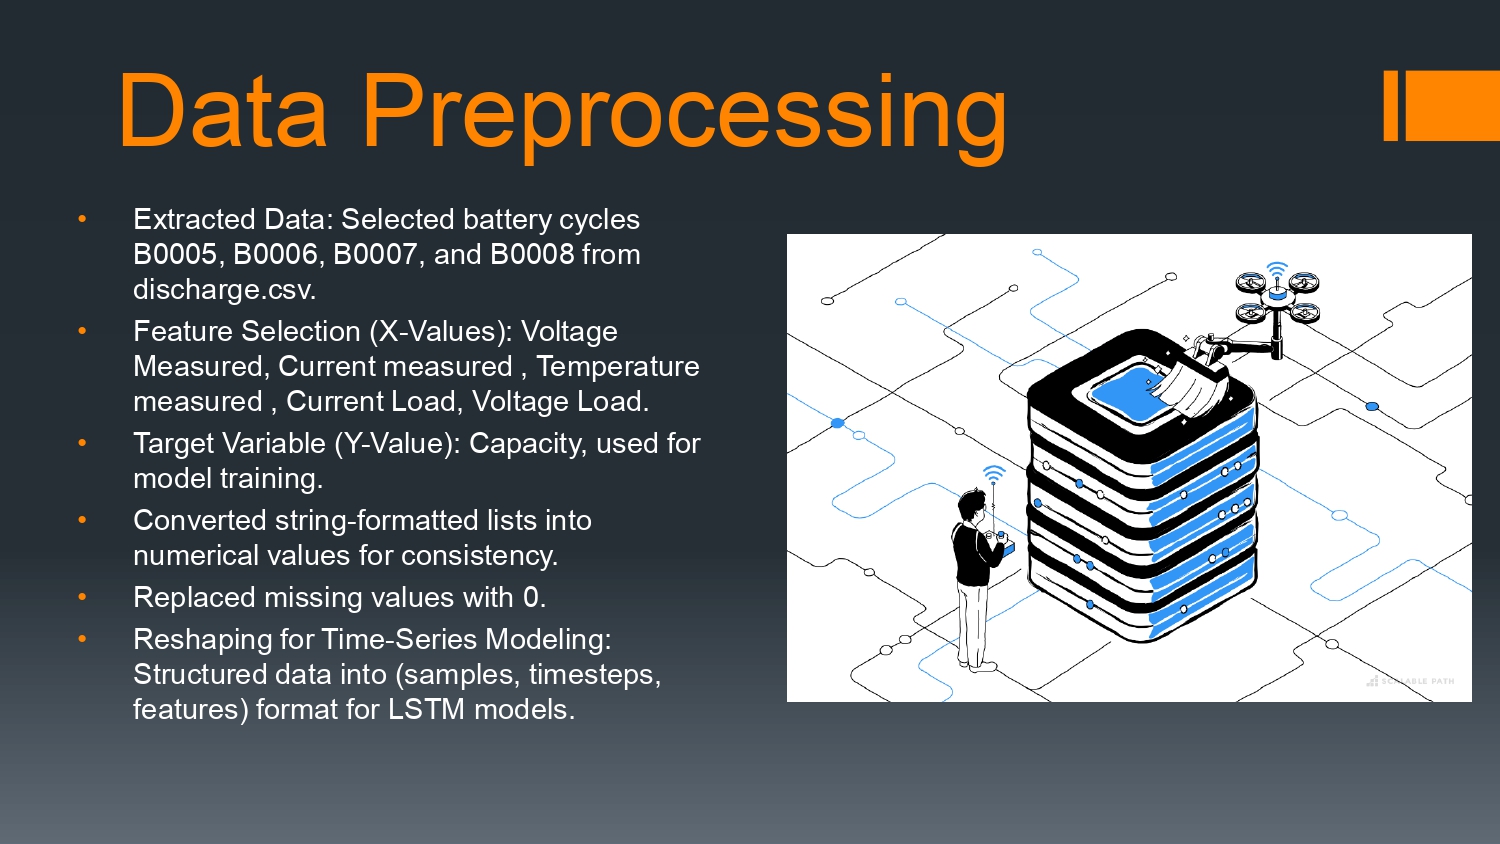 Data Preprocessing
• Extracted Data: Selected battery cycles
B0005, B0006, B0007, and B0008 from
discharge.csv.
• Feature Selection (X-Values): Voltage
Measured, Current measured , Temperature
measured , Current Load, Voltage Load.
• Target Variable (Y-Value): Capacity, used for
model training.
• Converted string-formatted lists into
numerical values for consistency.
• Replaced missing values with 0.
• Reshaping for Time-Series Modeling:
Structured data into (samples, timesteps,
features) format for LSTM models.
SCALABLE PATH